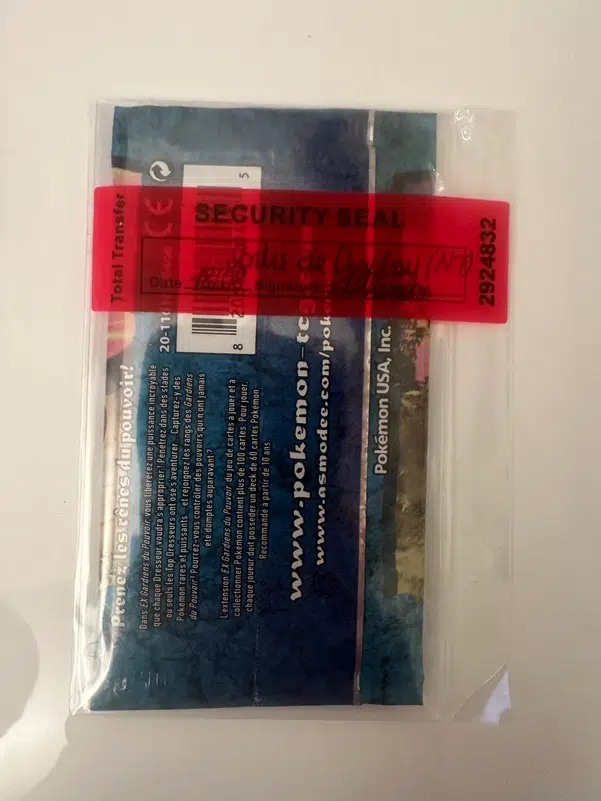 SECURITY SEAL
Total Transfer
2924832
Date
Signature
Prenez les rênes du pouvoir!
Dans EX Gardiens du Pouvoir, vous libérerez une puissance incroyable
que chaque Dresseur voudra s'approprier! Pénétrez dans des stades
où seuls les Top Dresseurs ont osé s'aventurer... Capturez-y des
Pokémon rares et puissants... et rejoignez les rangs des Gardiens
du Pouvoir! Pourrez-vous contrôler des pouvoirs qui n'ont jamais
été domptés auparavant?
L'extension EX Gardiens du Pouvoir du jeu de cartes à jouer et à
collectionner Pokémon contient plus de 100 cartes. Pour jouer,
chaque joueur doit posséder un deck de 60 cartes Pokémon
Recommandé à partir de 10 ans
20-110
CE
8
5
www.pokemon-tcg
www.asmodee.com/pok
Pokémon USA, Inc.